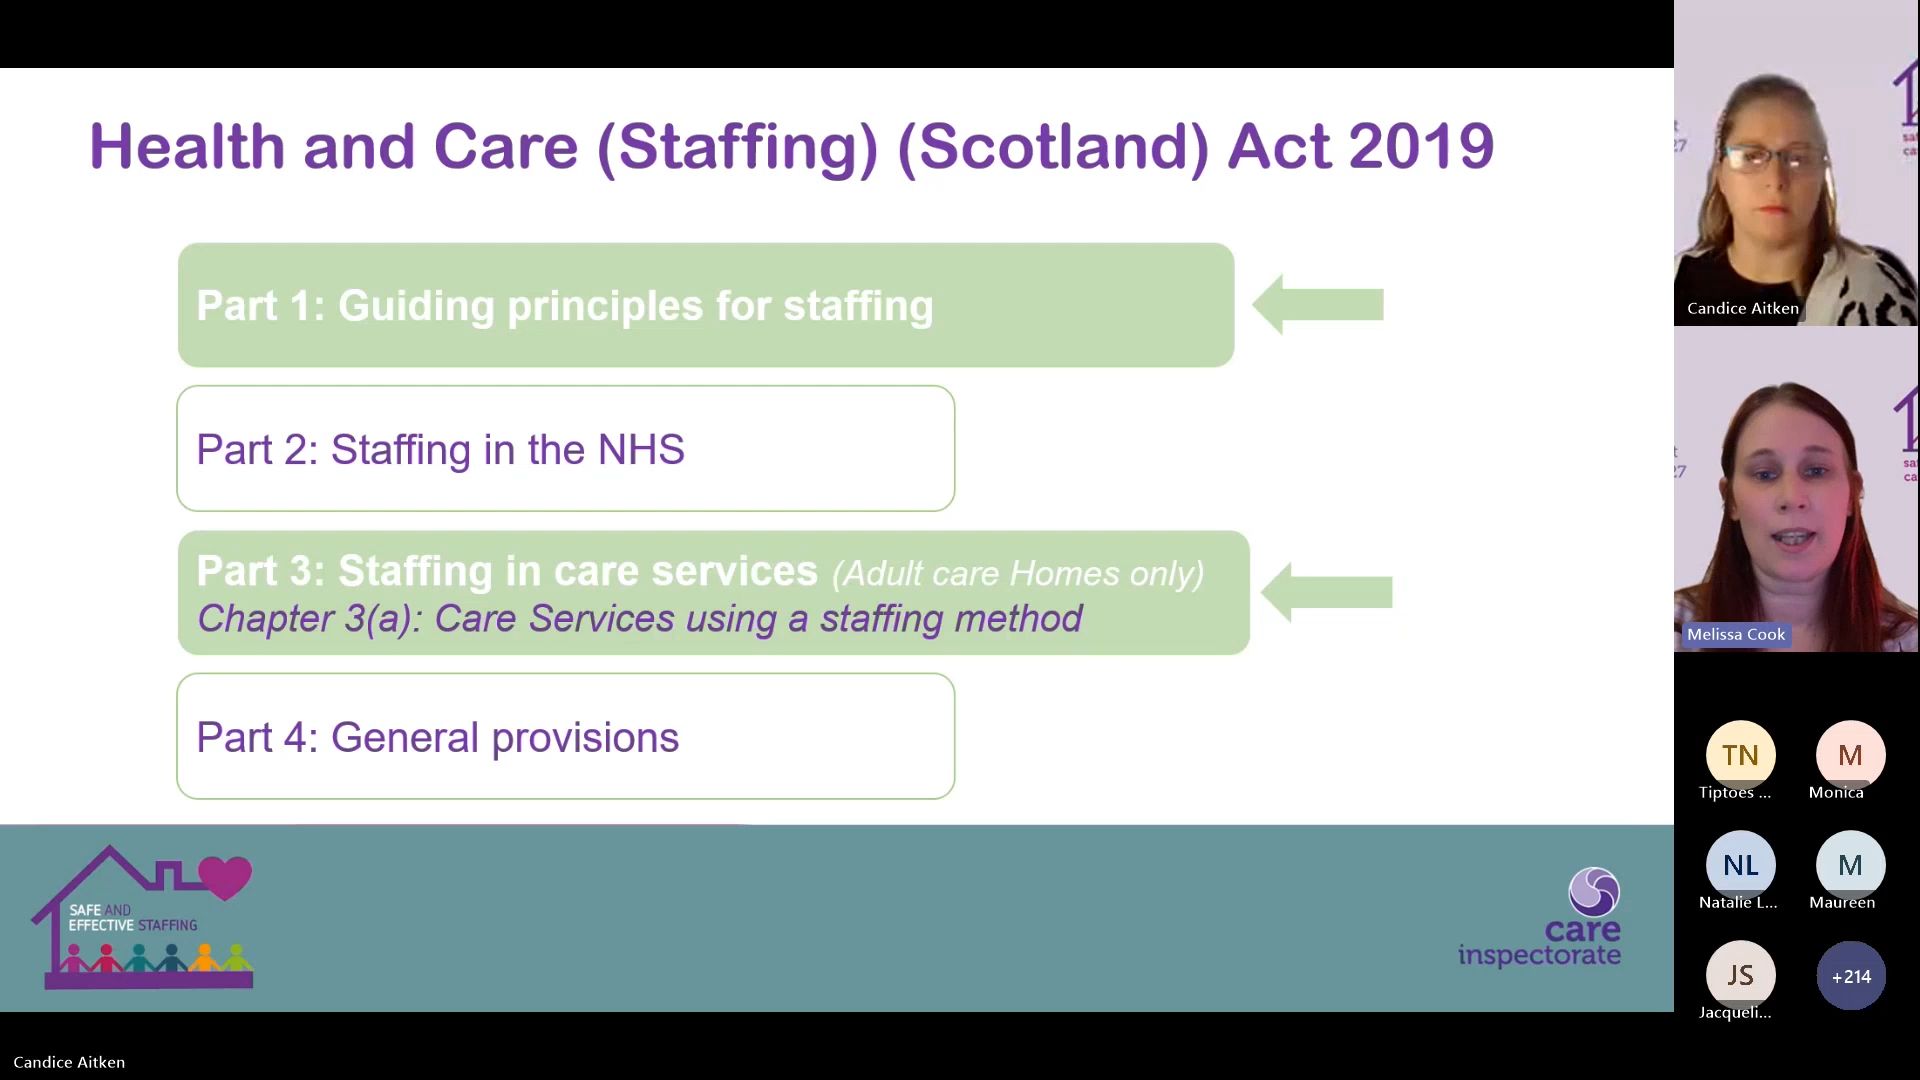 Health and Care (Staffing) (Scotland) Act 2019
Part 1: Guiding principles for staffing
Part 2: Staffing in the NHS
Part 3: Staffing in care services (Adult care Homes only)
Chapter 3(a): Care Services using a staffing method
Part 4: General provisions
SAFE AND
EFFECTIVE STAFFING
care
inspectorate
Candice Aitken
Melissa Cook
TN
Tiptoes ...
M
Monica
NL
Natalie L...
M
Maureen
JS
Jacqueli...
+214
Candice Aitken